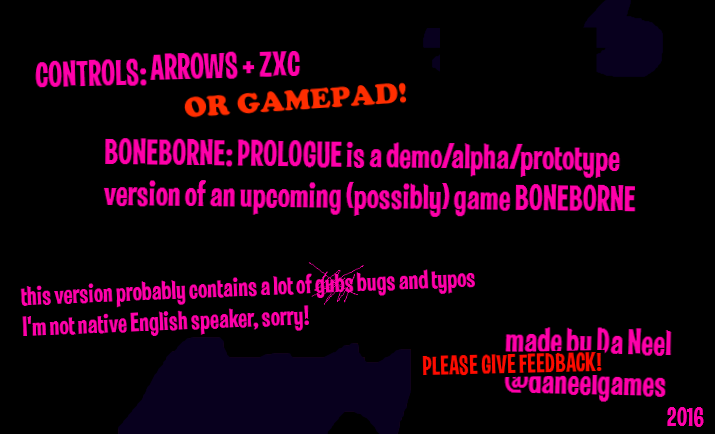 CONTROLS: ARROWS + ZXC
OR GAMEPAD!
BONEBORNE: PROLOGUE is a demo/alpha/prototype
version of an upcoming (possibly) game BONEBORNE
this version probably contains a lot of gubs bugs and typos
I'm not native English speaker, sorry!
made by Da Neel
PLEASE GIVE FEEDBACK!
@daneelgames
2016